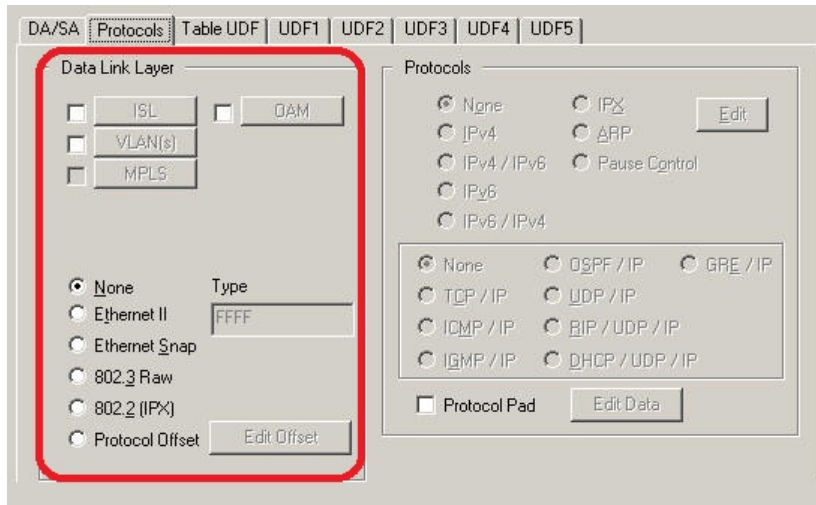 DA/SA Protocols Table UDF UDF1 UDF2 UDF3 UDF4 UDF5
Data Link Layer
ISL OAM
VLAN(s)
MPLS
None Type
Ethernet II FFFF
Ethernet Snap
802.3 Raw
802.2 (IPX)
Protocol Offset Edit Offset
Protocols
None IPX Edit
IPv4 ARP
IPv4 / IPv6 Pause Control
IPv6
IPv6 / IPv4
None OSPF / IP GRE / IP
TCP / IP UDP / IP
ICMP / IP RIP / UDP / IP
IGMP / IP DHCP / UDP / IP
Protocol Pad Edit Data